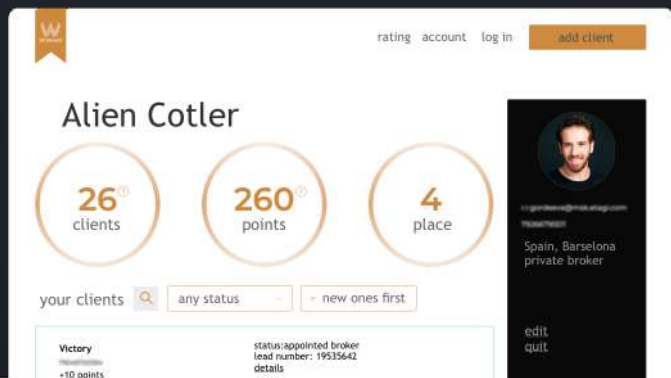 W
rating account log in add client
Alien Cotler
26
clients
260
points
4
place
Spain, Barselona
private broker
your clients
any status
new ones first
edit
quit
Victory
+10 points
status:appointed broker
lead number: 19535642
details